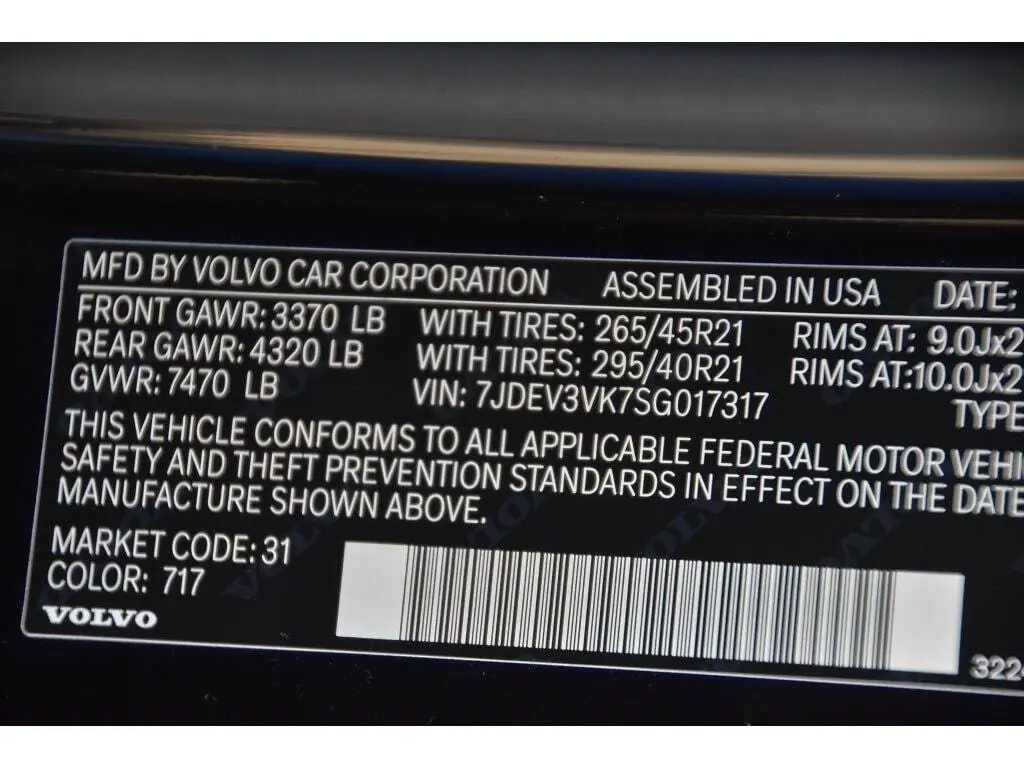 MFD BY VOLVO CAR CORPORATION ASSEMBLED IN USA DATE:
FRONT GAWR: 3370 LB WITH TIRES: 265/45R21 RIMS AT: 9.0Jx2
REAR GAWR: 4320 LB WITH TIRES: 295/40R21 RIMS AT:10.0Jx2
GVWR: 7470 LB VIN: 7JDEV3VK7SG017317 TYPE
THIS VEHICLE CONFORMS TO ALL APPLICABLE FEDERAL MOTOR VEHI
SAFETY AND THEFT PREVENTION STANDARDS IN EFFECT ON THE DATE
MANUFACTURE SHOWN ABOVE.
MARKET CODE: 31
COLOR: 717
VOLVO
3224